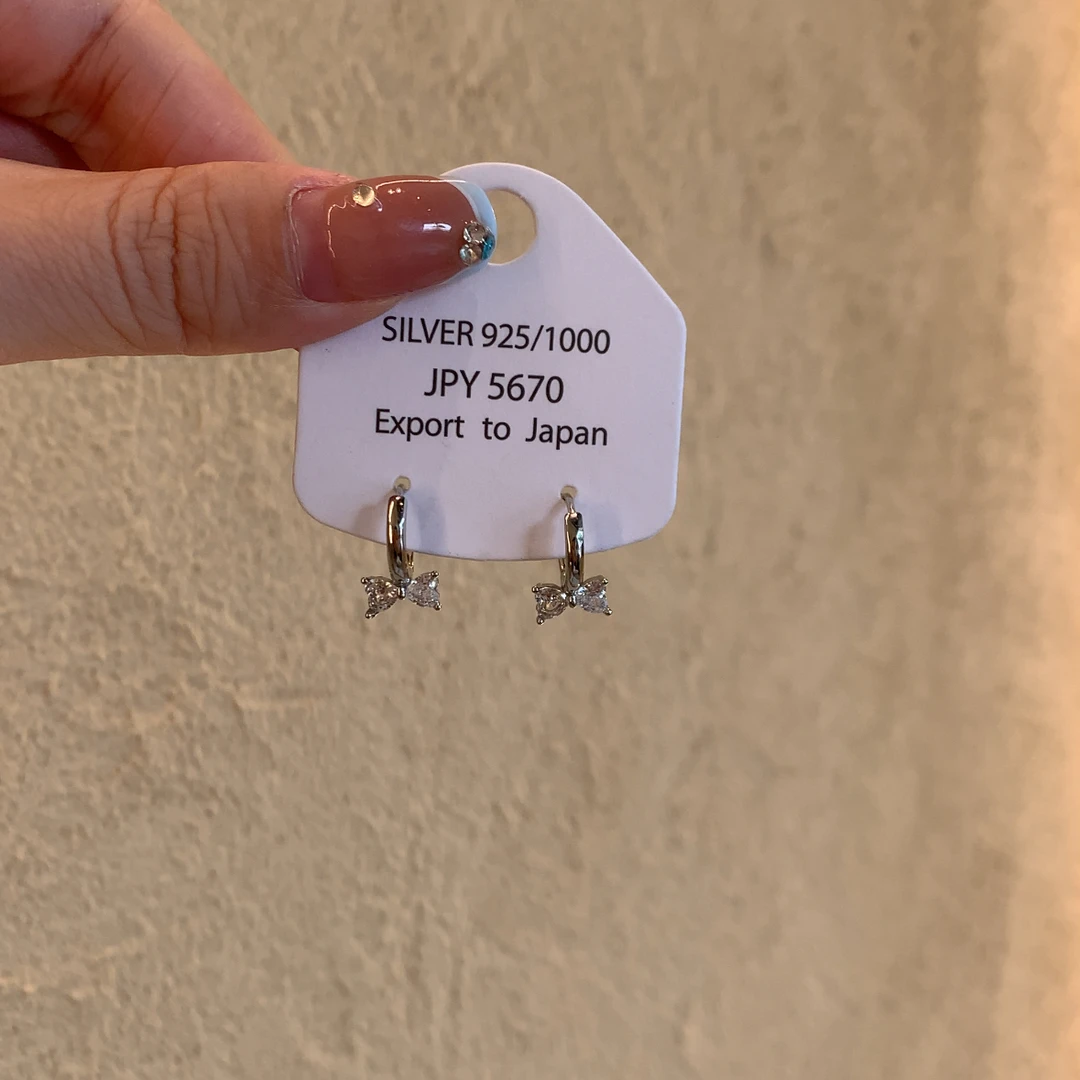 SILVER 925/1000
JPY 5670
Export to Japan